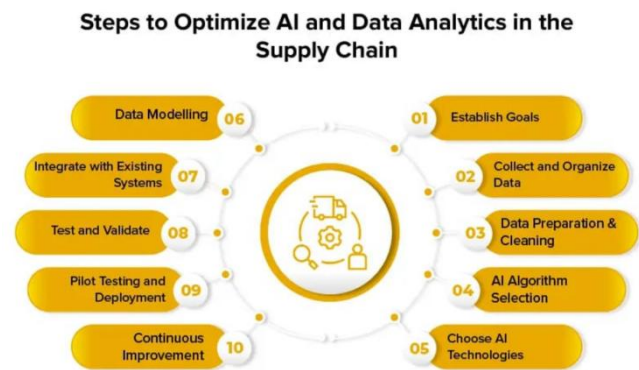 Steps to Optimize AI and Data Analytics in the
Supply Chain
01
Establish Goals
02
Collect and Organize
Data
03
Data Preparation &
Cleaning
04
AI Algorithm
Selection
05
Choose AI
Technologies
Data Modelling
06
Integrate with Existing
Systems
07
Test and Validate
08
Pilot Testing and
Deployment
09
Continuous
Improvement
10